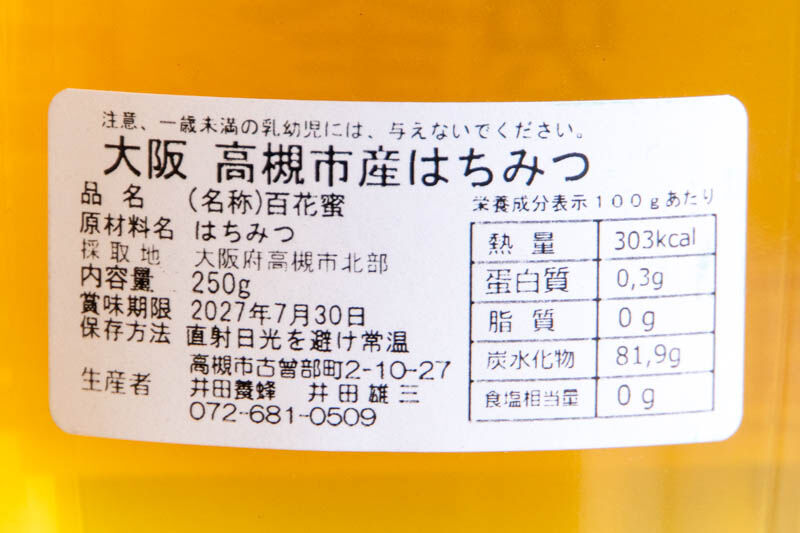 注意、一歳未満の乳幼児には、与えないでください。
大阪 高槻市産はちみつ
品名 (名称)百花蜜
原材料名 はちみつ
採取地 大阪府高槻市北部
内容量 250g
賞味期限 2027年7月30日
保存方法 直射日光を避け常温
生産者 高槻市古曽部町2-10-27
井田養蜂 井田雄三
072-681-0509
栄養成分表示100gあたり
熱量 303kcal
蛋白質 0,3g
脂質 0g
炭水化物 81,9g
食塩相当量 0g